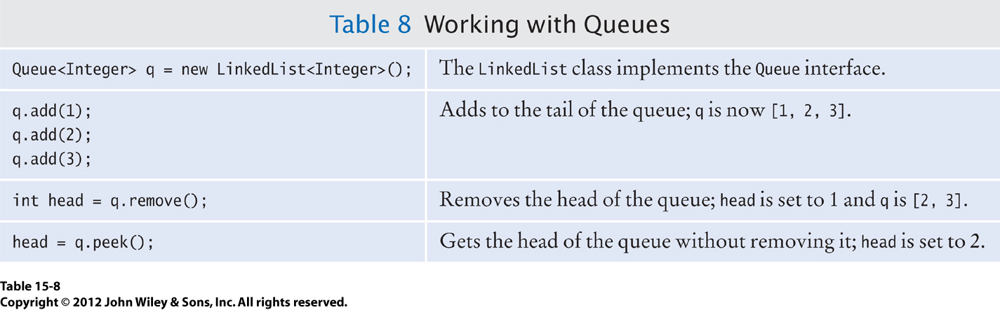 Table 8 Working with Queues
Queue<Integer> q = new LinkedList<Integer>();
The LinkedList class implements the Queue interface.
q.add(1);
q.add(2);
q.add(3);
Adds to the tail of the queue; q is now [1, 2, 3].
int head = q.remove();
Removes the head of the queue; head is set to 1 and q is [2, 3].
head = q.peek();
Gets the head of the queue without removing it; head is set to 2.
Table 15-8
Copyright © 2012 John Wiley & Sons, Inc. All rights reserved.